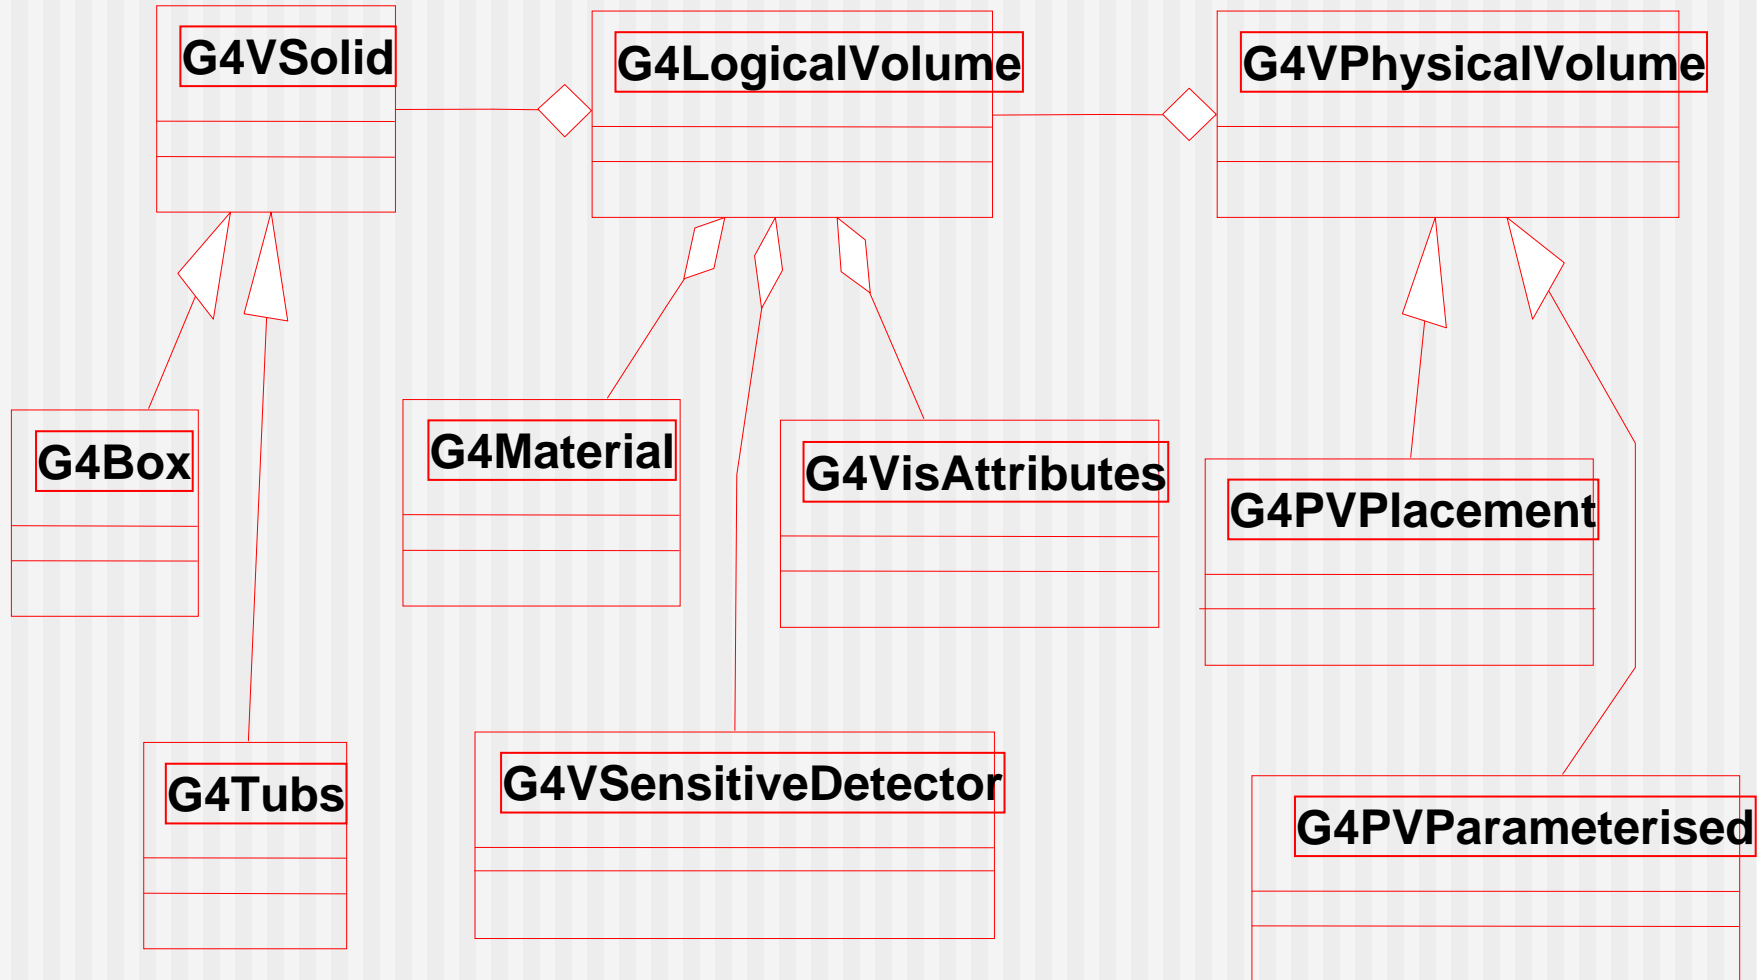 G4VSolid
G4LogicalVolume
G4VPhysicalVolume
G4Box
G4Material
G4VisAttributes
G4PVPlacement
G4Tubs
G4VSensitiveDetector
G4PVParameterised